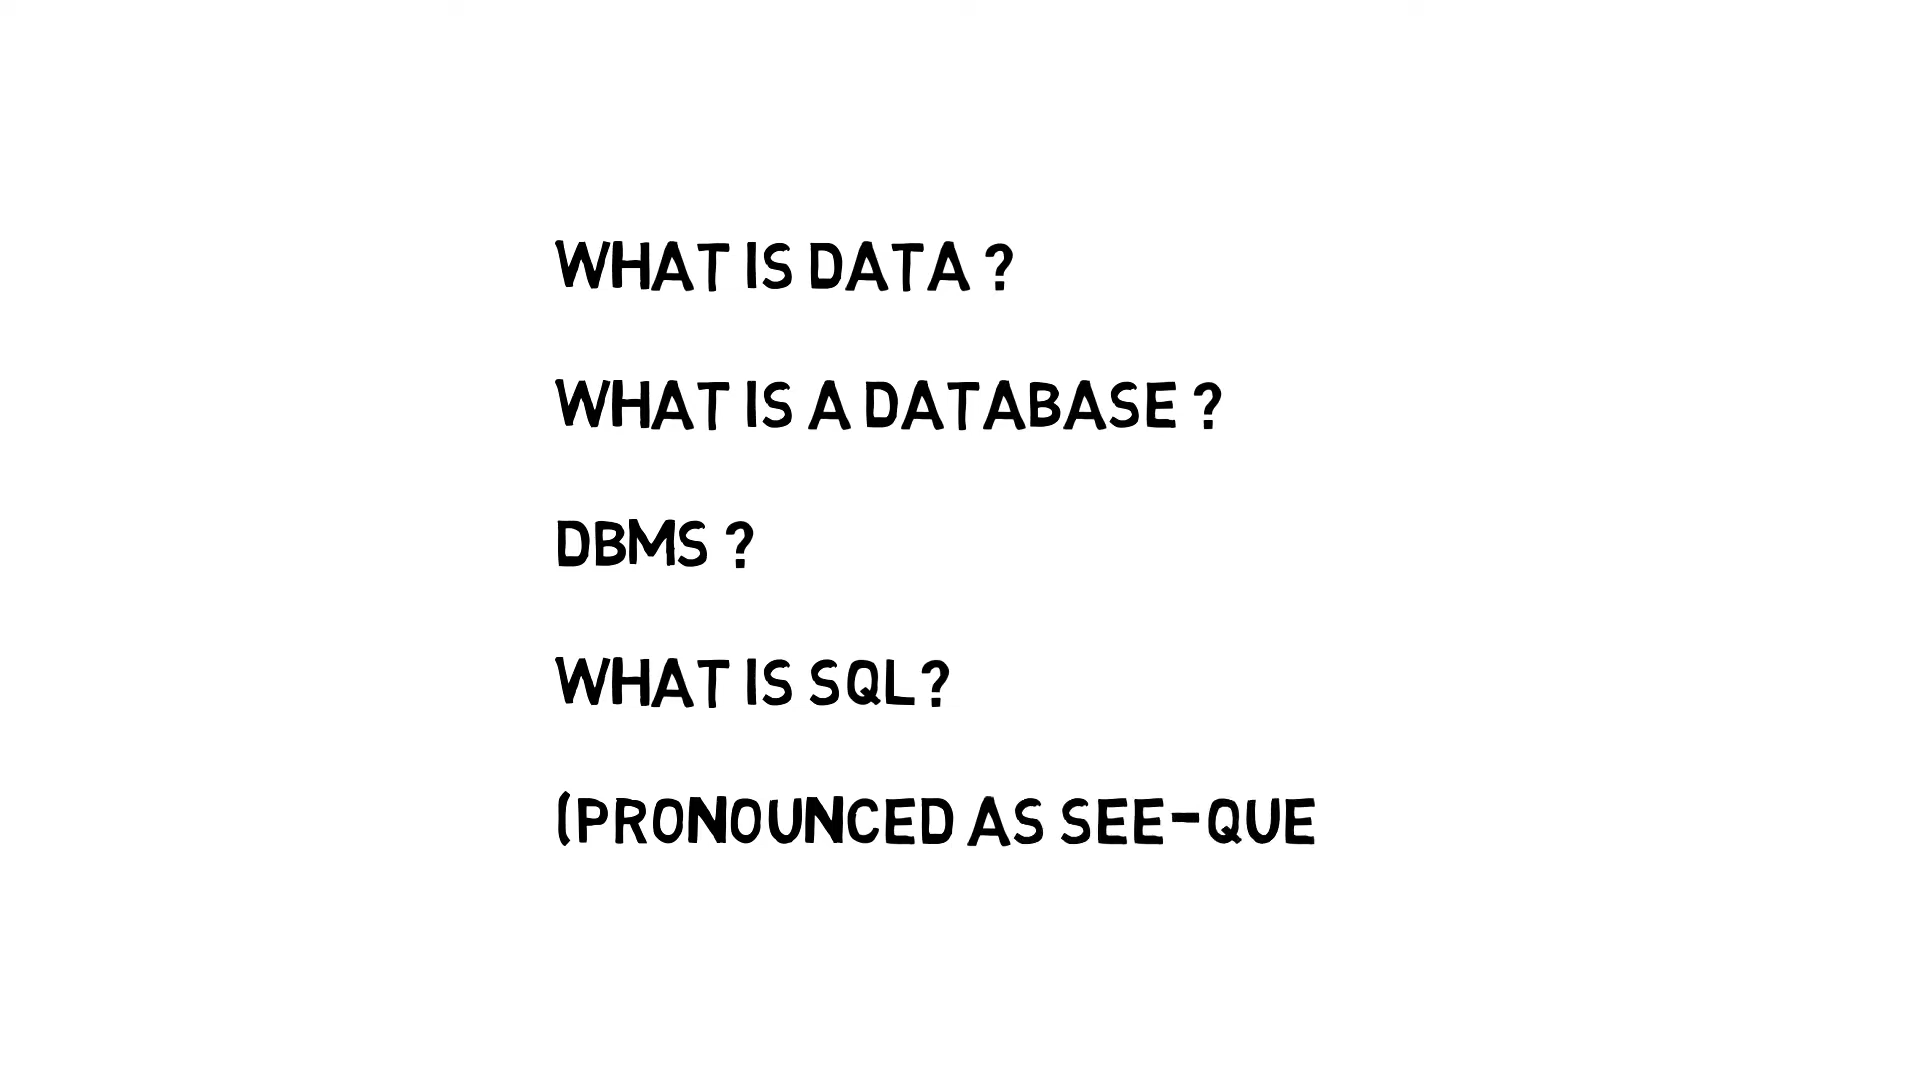 WHAT IS DATA ?
WHAT IS A DATABASE ?
DBMS ?
WHAT IS SQL?
(PRONOUNCED AS SEE-QUE